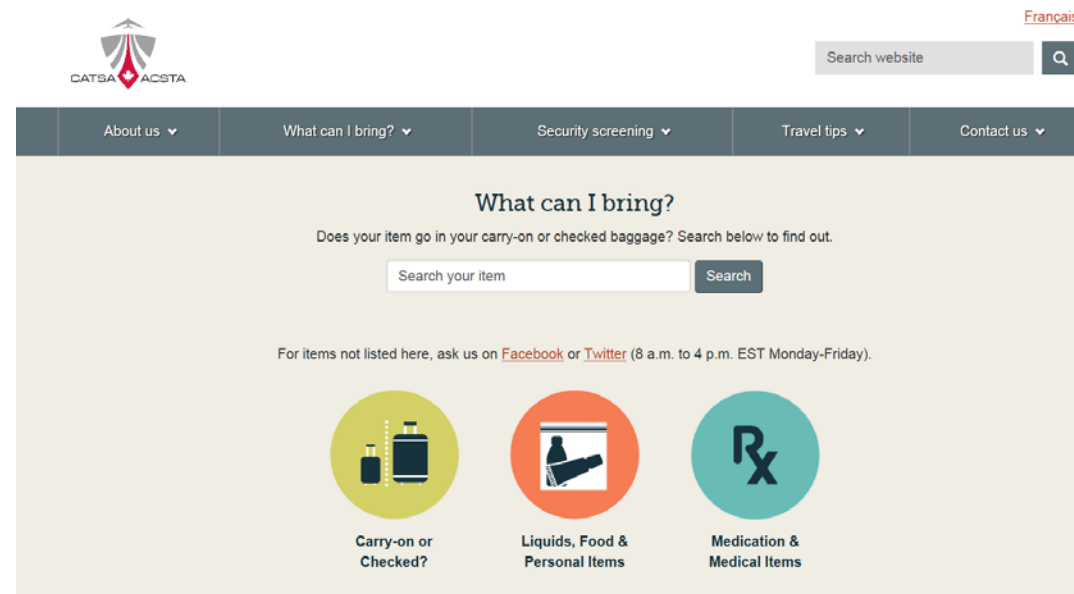 Français
CATSA ACSTA
Search website
About us
What can I bring?
Security screening
Travel tips
Contact us
What can I bring?
Does your item go in your carry-on or checked baggage? Search below to find out.
Search your item
Search
For items not listed here, ask us on Facebook or Twitter (8 a.m. to 4 p.m. EST Monday-Friday).
Rx
Carry-on or
Checked?
Liquids, Food &
Personal Items
Medication &
Medical Items